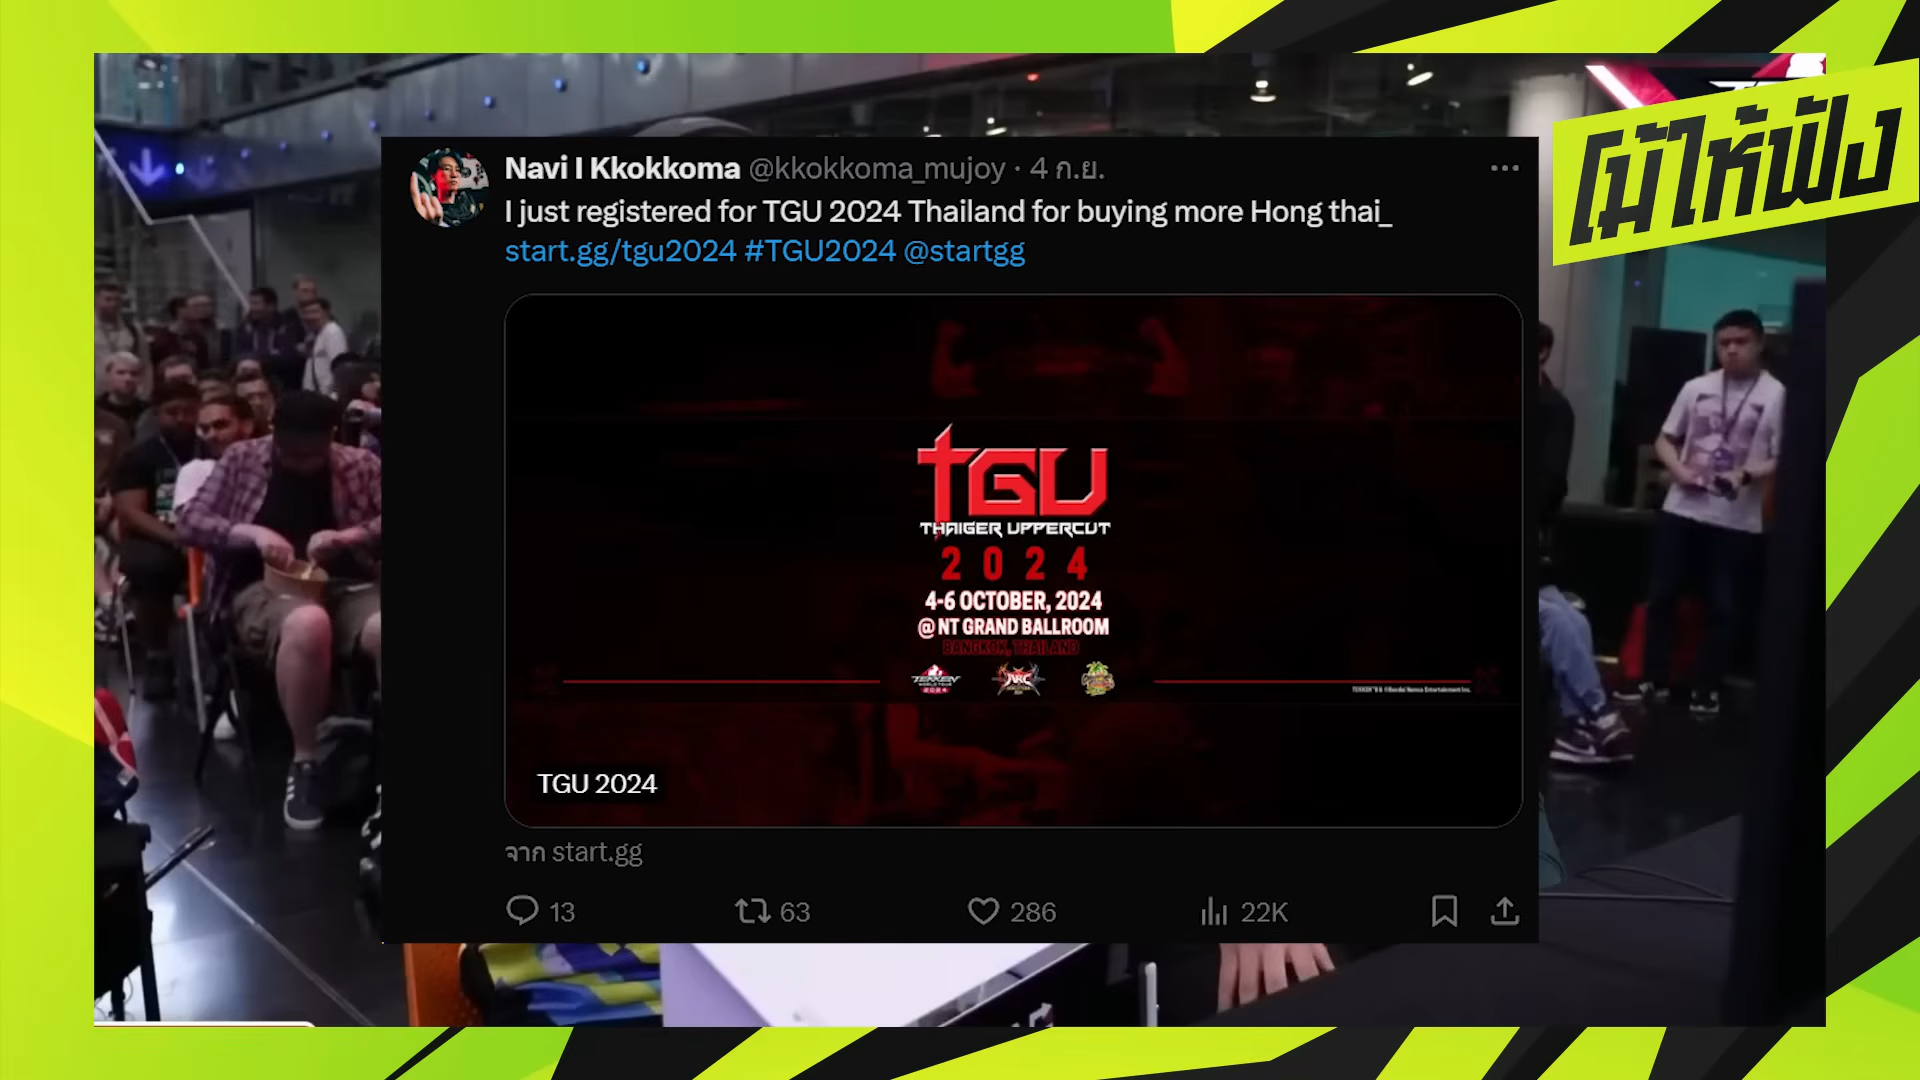 โม้ให้ฟัง
Navi I Kkokkoma @kkokkoma_mujoy · 4 ก.ย.
I just registered for TGU 2024 Thailand for buying more Hong thai_
start.gg/tgu2024 #TGU2024 @startgg
TGU
THAIGER UPPERCUT
2024
4-6 OCTOBER, 2024
@ NT GRAND BALLROOM
BANGKOK, THAILAND
TEKKEN
TGU 2024
จาก start.gg
13 63 286 22K